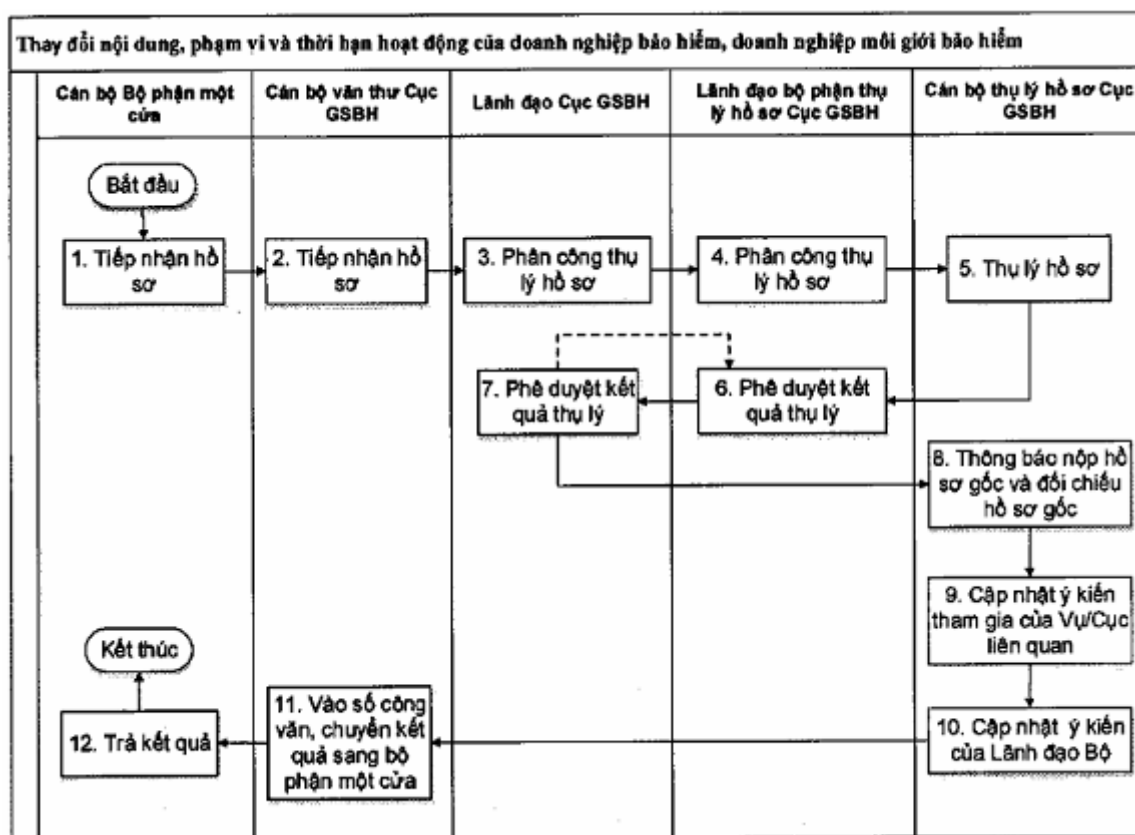 Thay đổi nội dung, phạm vi và thời hạn hoạt động của doanh nghiệp bảo hiểm, doanh nghiệp môi giới bảo hiểm
Cán bộ Bộ phận một
cửa
Cán bộ văn thư Cục
GSBH
Lãnh đạo Cục GSBH
Lãnh đạo bộ phận thụ
lý hồ sơ Cục GSBH
Cán bộ thụ lý hồ sơ Cục
GSBH
Bắt đầu
1. Tiếp nhận hồ
sơ
2. Tiếp nhận hồ
sơ
3. Phân công thụ
lý hồ sơ
4. Phân công thụ
lý hồ sơ
5. Thụ lý hồ sơ
7. Phê duyệt kết
quả thụ lý
6. Phê duyệt kết
quả thụ lý
8. Thông báo nộp hồ
sơ gốc và đối chiếu
hồ sơ gốc
9. Cập nhật ý kiến
tham gia của Vụ/Cục
liên quan
Kết thúc
12. Trả kết quả
11. Vào số công
văn, chuyển kết
quả sang bộ
phận một cửa
10. Cập nhật ý kiến
của Lãnh đạo Bộ